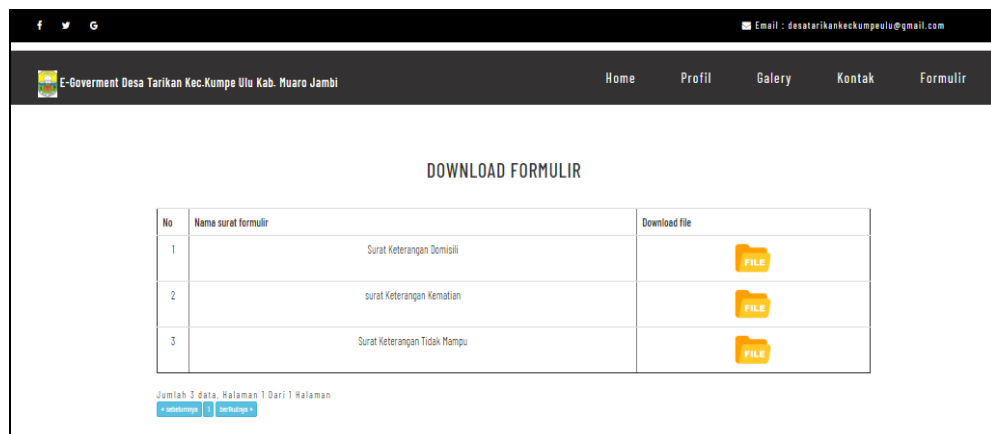 Email : desatarikankeckumpeulu@gmail.com
E-Goverment Desa Tarikan Kec.Kumpe Ulu Kab. Muaro Jambi Home Profil Galery Kontak Formulir
DOWNLOAD FORMULIR
No Nama surat formulir Download file
1 Surat Keterangan Domisili FILE
2 surat Keterangan Kematian FILE
3 Surat Keterangan Tidak Mampu FILE
Jumlah 3 data, Halaman 1 Dari 1 Halaman
« sebelumnya 1 berikutnya »